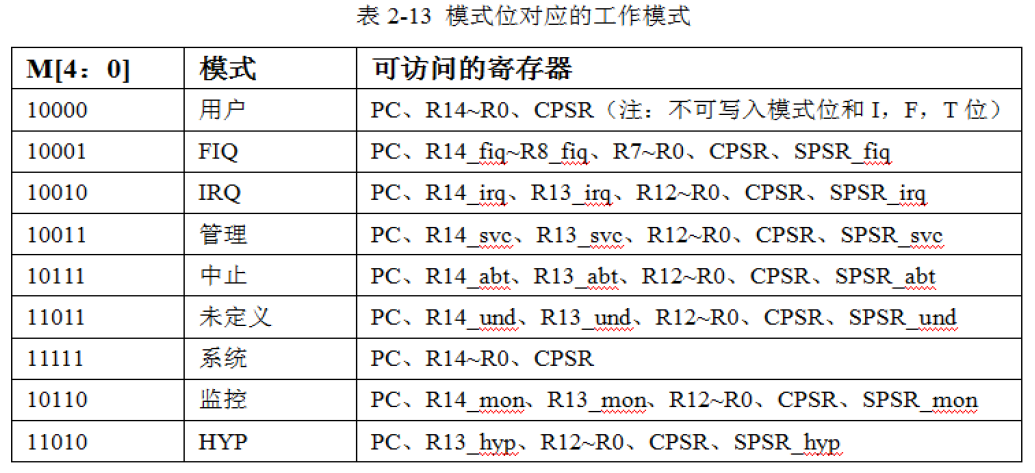 表 2-13 模式位对应的工作模式
M[4：0] 模式 可访问的寄存器
10000 用户 PC、R14~R0、CPSR（注：不可写入模式位和 I，F，T 位）
10001 FIQ PC、R14_fiq~R8_fiq、R7~R0、CPSR、SPSR_fiq
10010 IRQ PC、R14_irq、R13_irq、R12~R0、CPSR、SPSR_irq
10011 管理 PC、R14_svc、R13_svc、R12~R0、CPSR、SPSR_svc
10111 中止 PC、R14_abt、R13_abt、R12~R0、CPSR、SPSR_abt
11011 未定义 PC、R14_und、R13_und、R12~R0、CPSR、SPSR_und
11111 系统 PC、R14~R0、CPSR
10110 监控 PC、R14_mon、R13_mon、R12~R0、CPSR、SPSR_mon
11010 HYP PC、R13_hyp、R12~R0、CPSR、SPSR_hyp